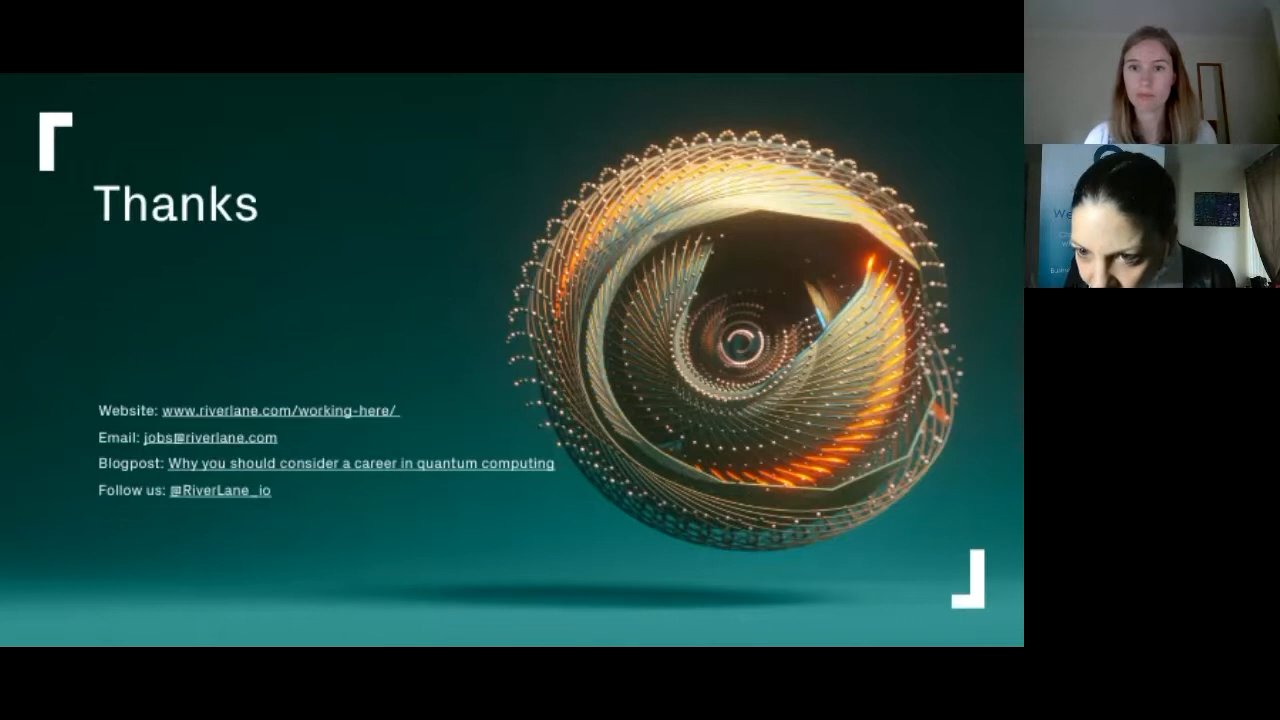 Thanks
Website: www.riverlane.com/working-here/
Email: jobs@riverlane.com
Blogpost: Why you should consider a career in quantum computing
Follow us: @RiverLane_io